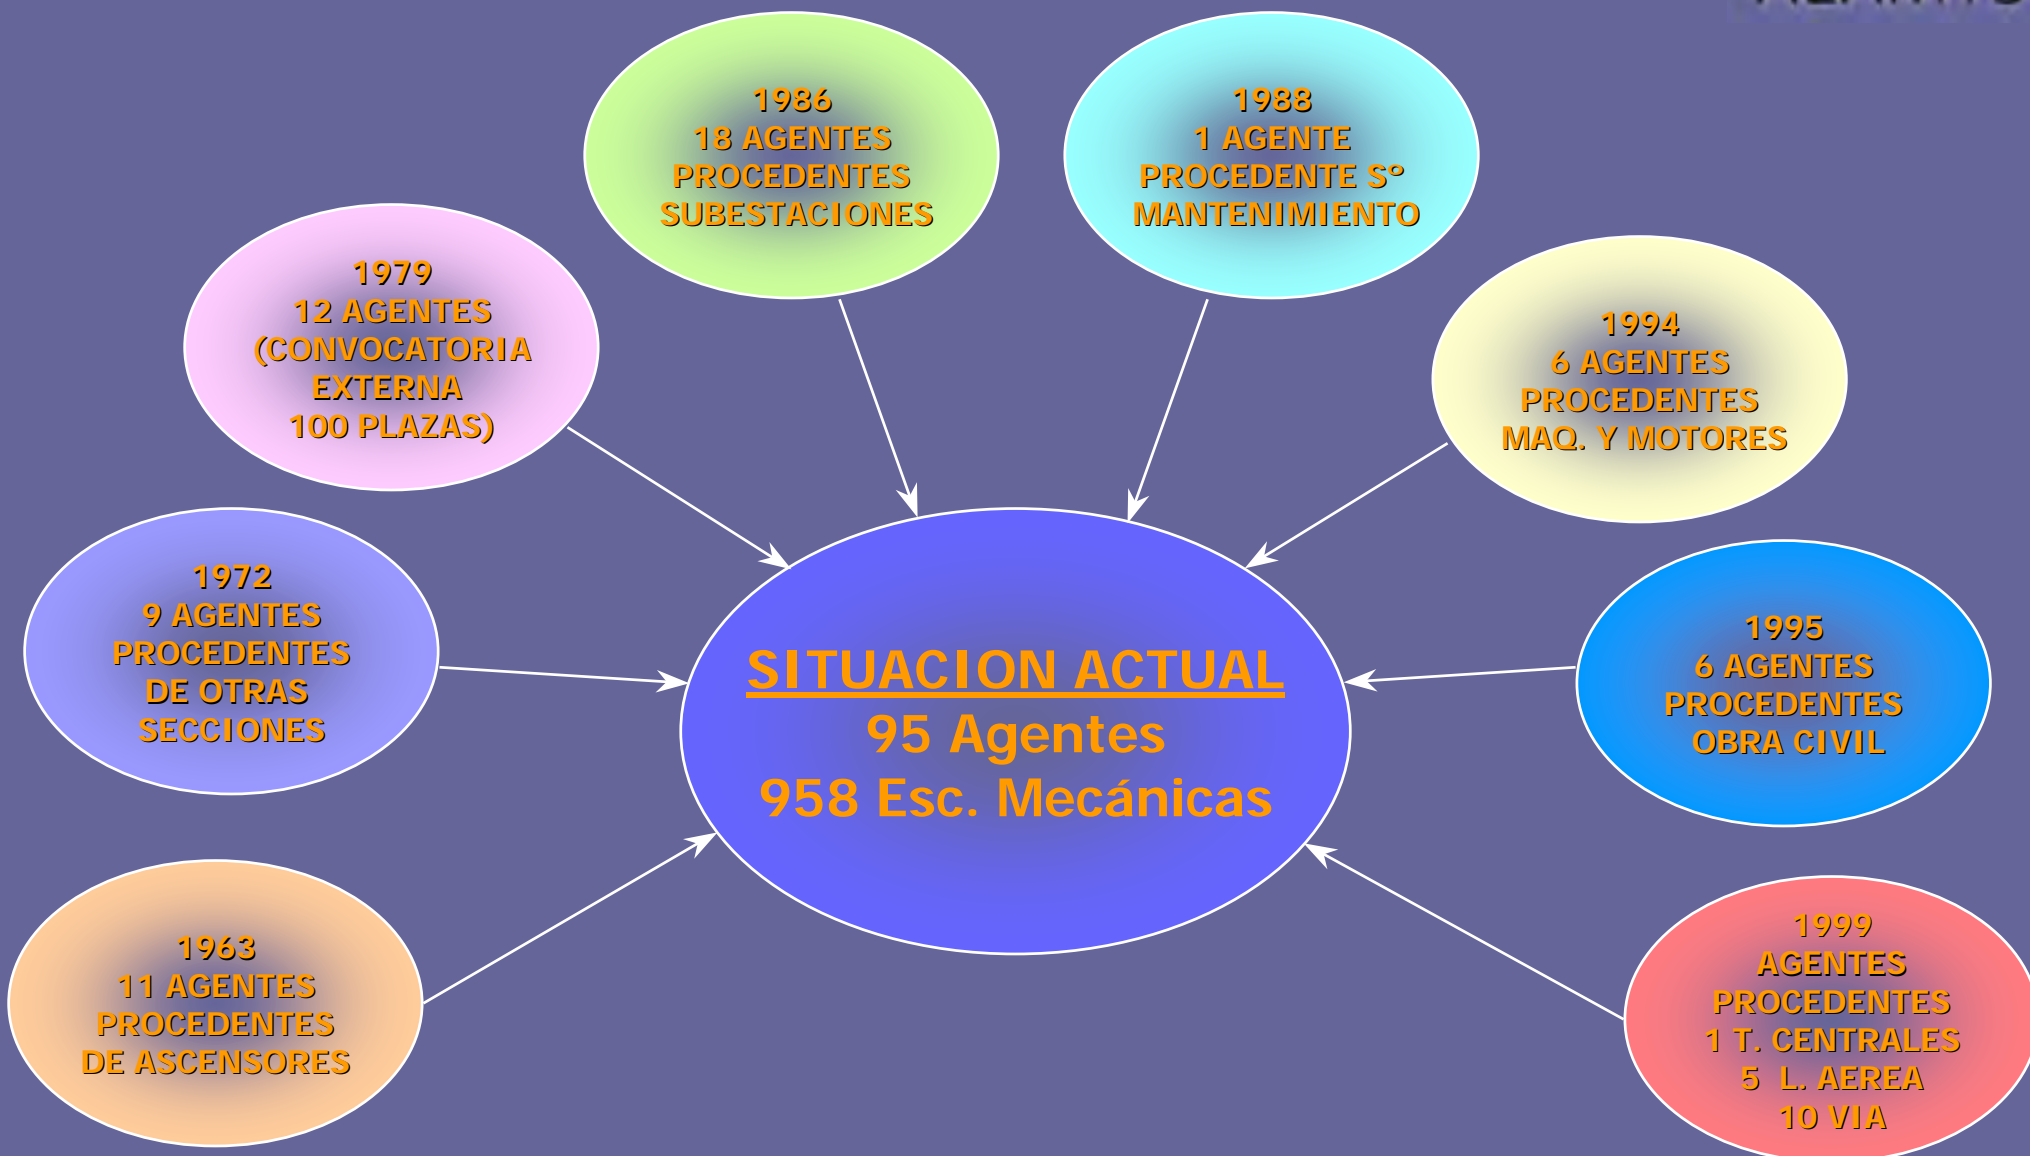 1986
18 AGENTES
PROCEDENTES
SUBESTACIONES
1988
1 AGENTE
PROCEDENTE Sº
MANTENIMIENTO
1979
12 AGENTES
(CONVOCATORIA
EXTERNA
100 PLAZAS)
1994
6 AGENTES
PROCEDENTES
MAQ. Y MOTORES
1972
9 AGENTES
PROCEDENTES
DE OTRAS
SECCIONES
SITUACION ACTUAL
95 Agentes
958 Esc. Mecánicas
1995
6 AGENTES
PROCEDENTES
OBRA CIVIL
1963
11 AGENTES
PROCEDENTES
DE ASCENSORES
1999
AGENTES
PROCEDENTES
1 T. CENTRALES
5 L. AEREA
10 VIA